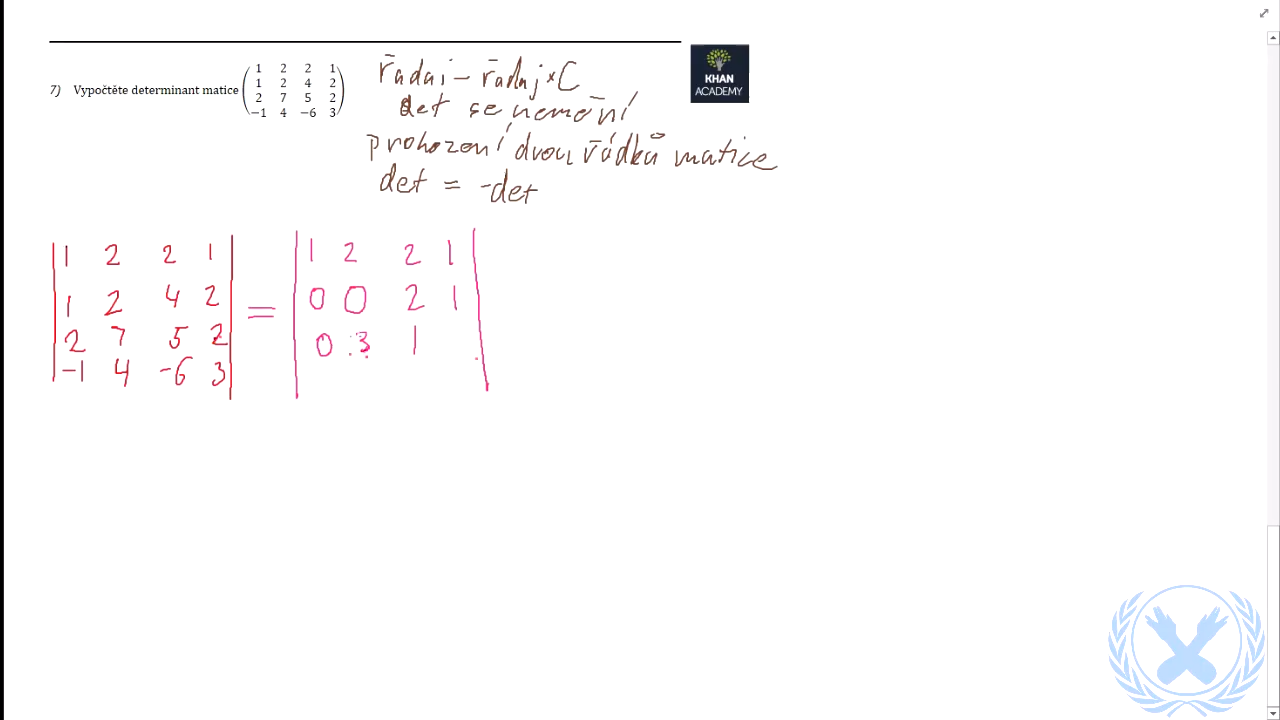 7) Vypočtěte determinant matice
1 2 2 1
1 2 4 2
2 7 5 2
−1 4 −6 3
řada i − řada j * C
det se nemění
prohození dvou řádků matice
det = -det
KHAN
ACADEMY
1 2 2 1
1 2 4 2
2 7 5 2
-1 4 -6 3
=
1 2 2 1
0 0 2 1
0 3 1